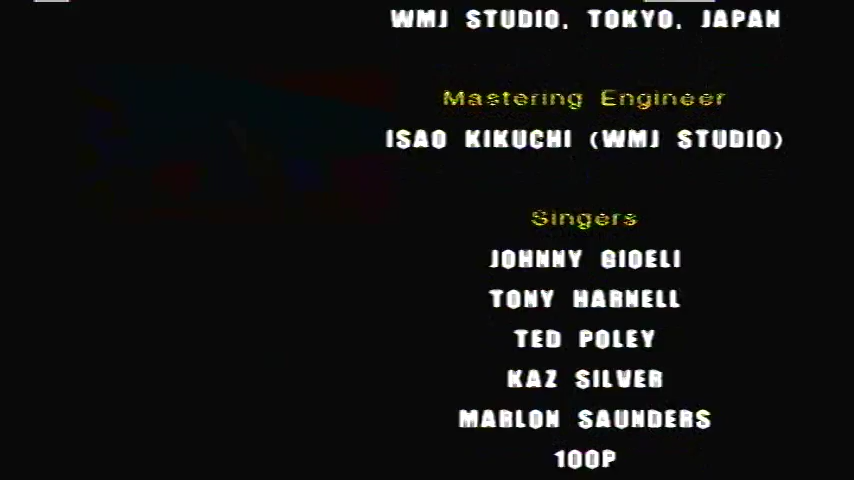 WMJ STUDIO, TOKYO, JAPAN
Mastering Engineer
ISAO KIKUCHI (WMJ STUDIO)
Singers
JOHNNY GIOELI
TONY HARNELL
TED POLEY
KAZ SILVER
MARLON SAUNDERS
100P